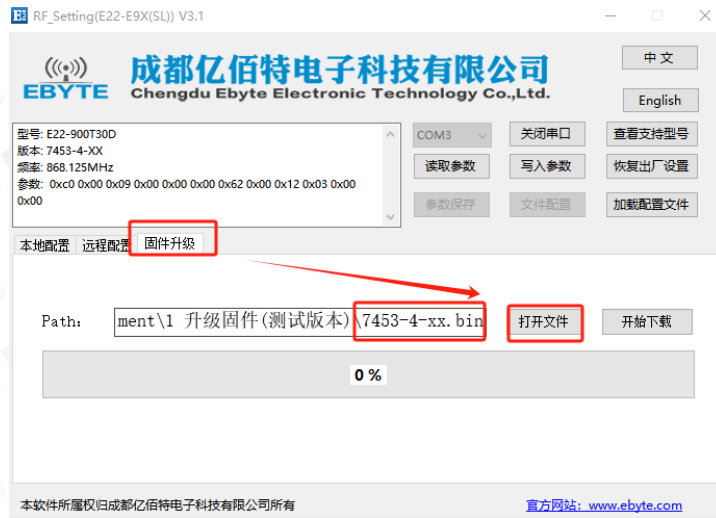 RF_Setting(E22-E9X(SL)) V3.1
EBYTE
成都亿佰特电子科技有限公司
Chengdu Ebyte Electronic Technology Co.,Ltd.
中文
English
型号: E22-900T30D
版本: 7453-4-XX
频率: 868.125MHz
参数: 0xc0 0x00 0x09 0x00 0x00 0x00 0x62 0x00 0x12 0x03 0x00
0x00
COM3 关闭串口 查看支持型号
读取参数 写入参数 恢复出厂设置
参数保存 文件配置 加载配置文件
本地配置 远程配置 固件升级
Path: ment\1 升级固件(测试版本)\7453-4-xx.bin 打开文件 开始下载
0 %
本软件所属权归成都亿佰特电子科技有限公司所有 官方网站: www.ebyte.com